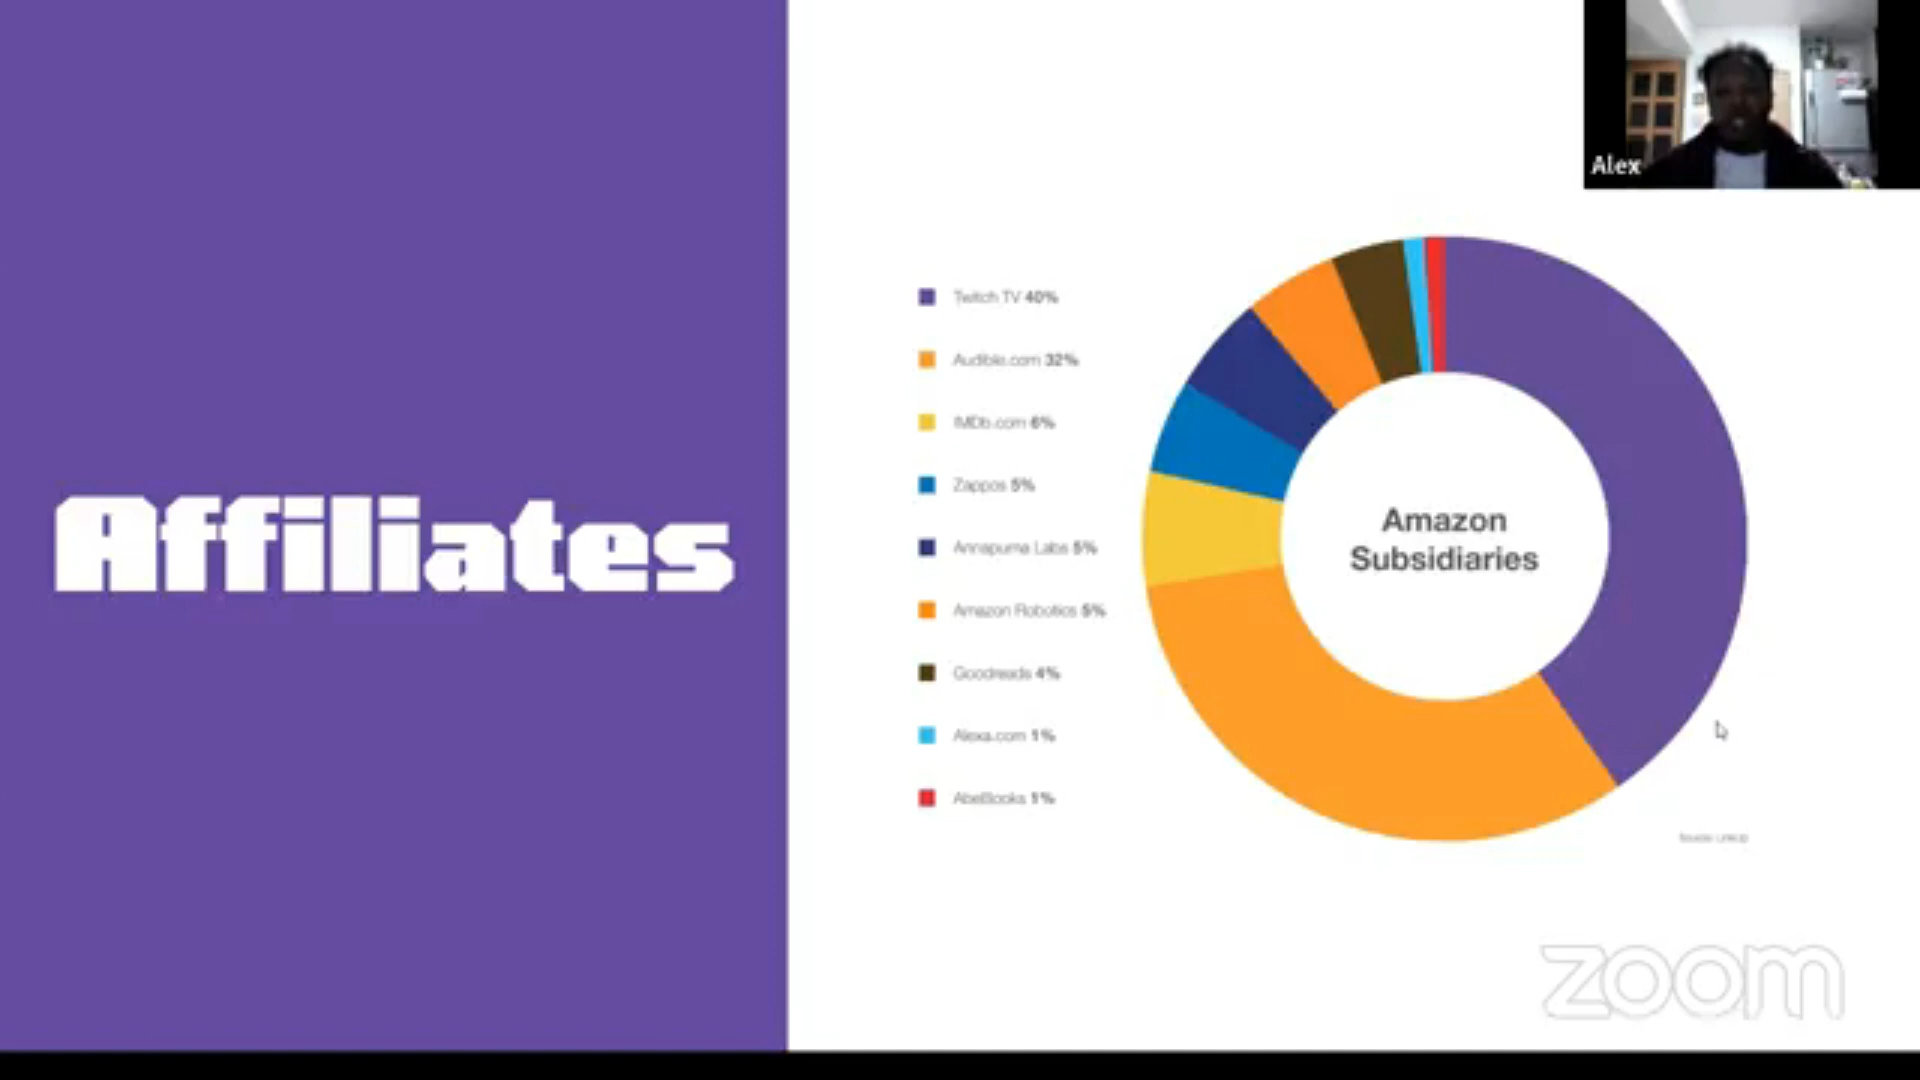 Alex
Affiliates
Twitch TV 40%
Audible.com 32%
IMDb.com 6%
Zappos 5%
Annapurna Labs 5%
Amazon Robotics 5%
Goodreads 4%
Alexa.com 1%
AbeBooks 1%
Amazon
Subsidiaries
zoom